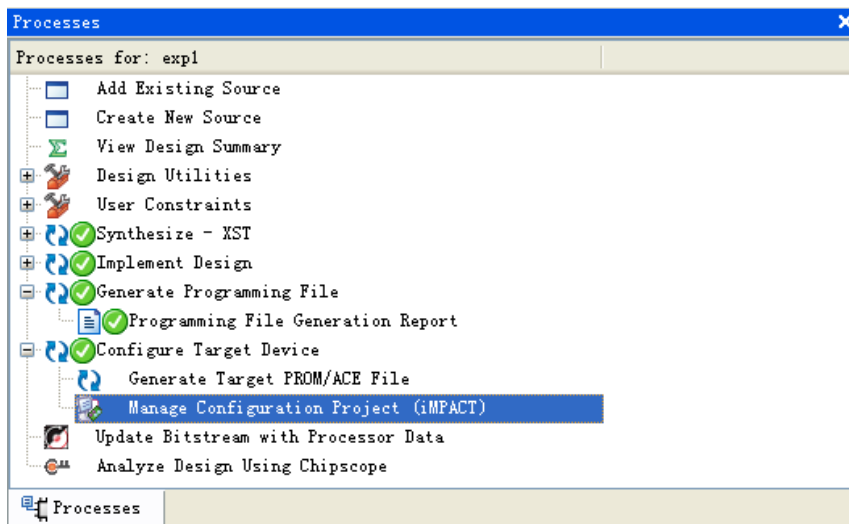 Processes
Processes for: exp1
Add Existing Source
Create New Source
View Design Summary
Design Utilities
User Constraints
Synthesize - XST
Implement Design
Generate Programming File
Programming File Generation Report
Configure Target Device
Generate Target PROM/ACE File
Manage Configuration Project (iMPACT)
Update Bitstream with Processor Data
Analyze Design Using Chipscope
Processes